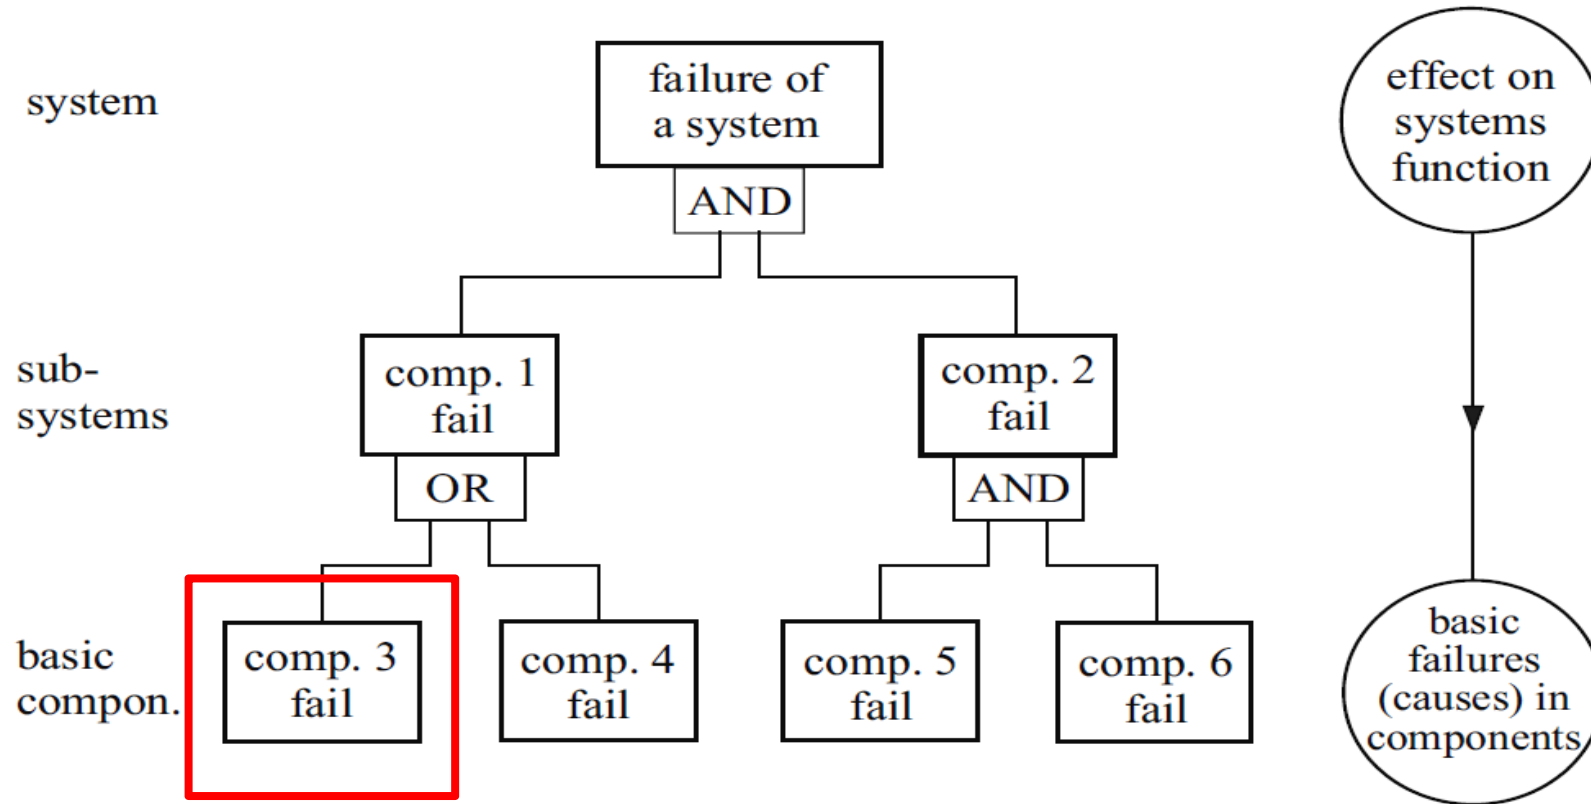 system
failure of
a system
AND
effect on
systems
function
sub-
systems
comp. 1
fail
OR
comp. 2
fail
AND
basic
compon.
comp. 3
fail
comp. 4
fail
comp. 5
fail
comp. 6
fail
basic
failures
(causes) in
components